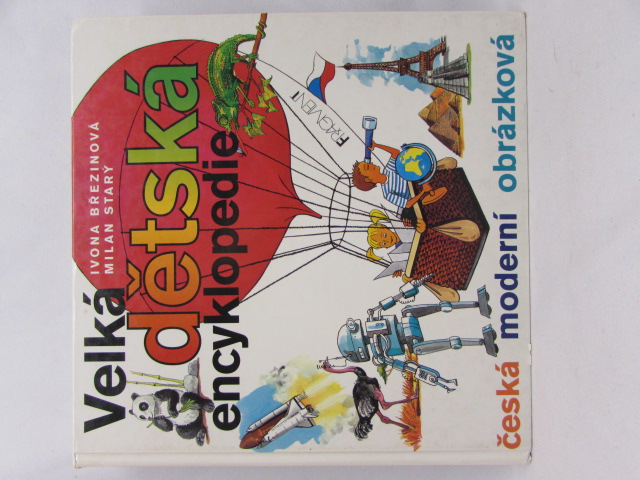 IVONA BŘEZINOVÁ
MILAN STARÝ
Velká
dětská
encyklopedie
FRAGMENT
česká moderní obrázková